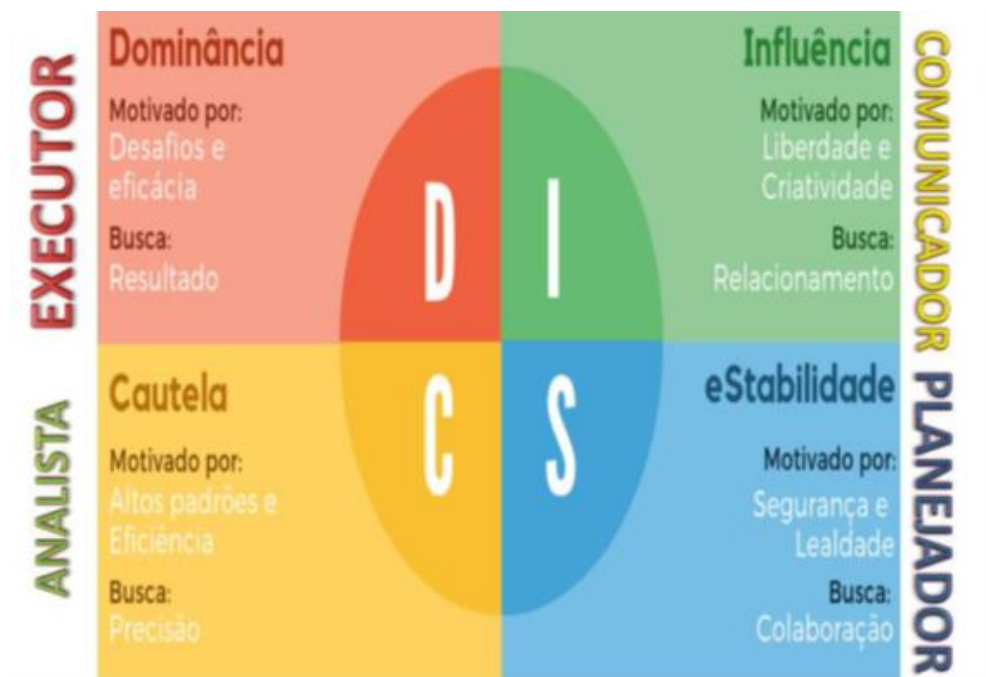 EXECUTOR
Dominância
Motivado por:
Desafios e
eficácia
Busca:
Resultado
Influência
Motivado por:
Liberdade e
Criatividade
Busca:
Relacionamento
COMUNICADOR
D I
C S
ANALISTA
Cautela
Motivado por:
Altos padrões e
Eficiência
Busca:
Precisão
eStabilidade
Motivado por:
Segurança e
Lealdade
Busca:
Colaboração
PLANEJADOR